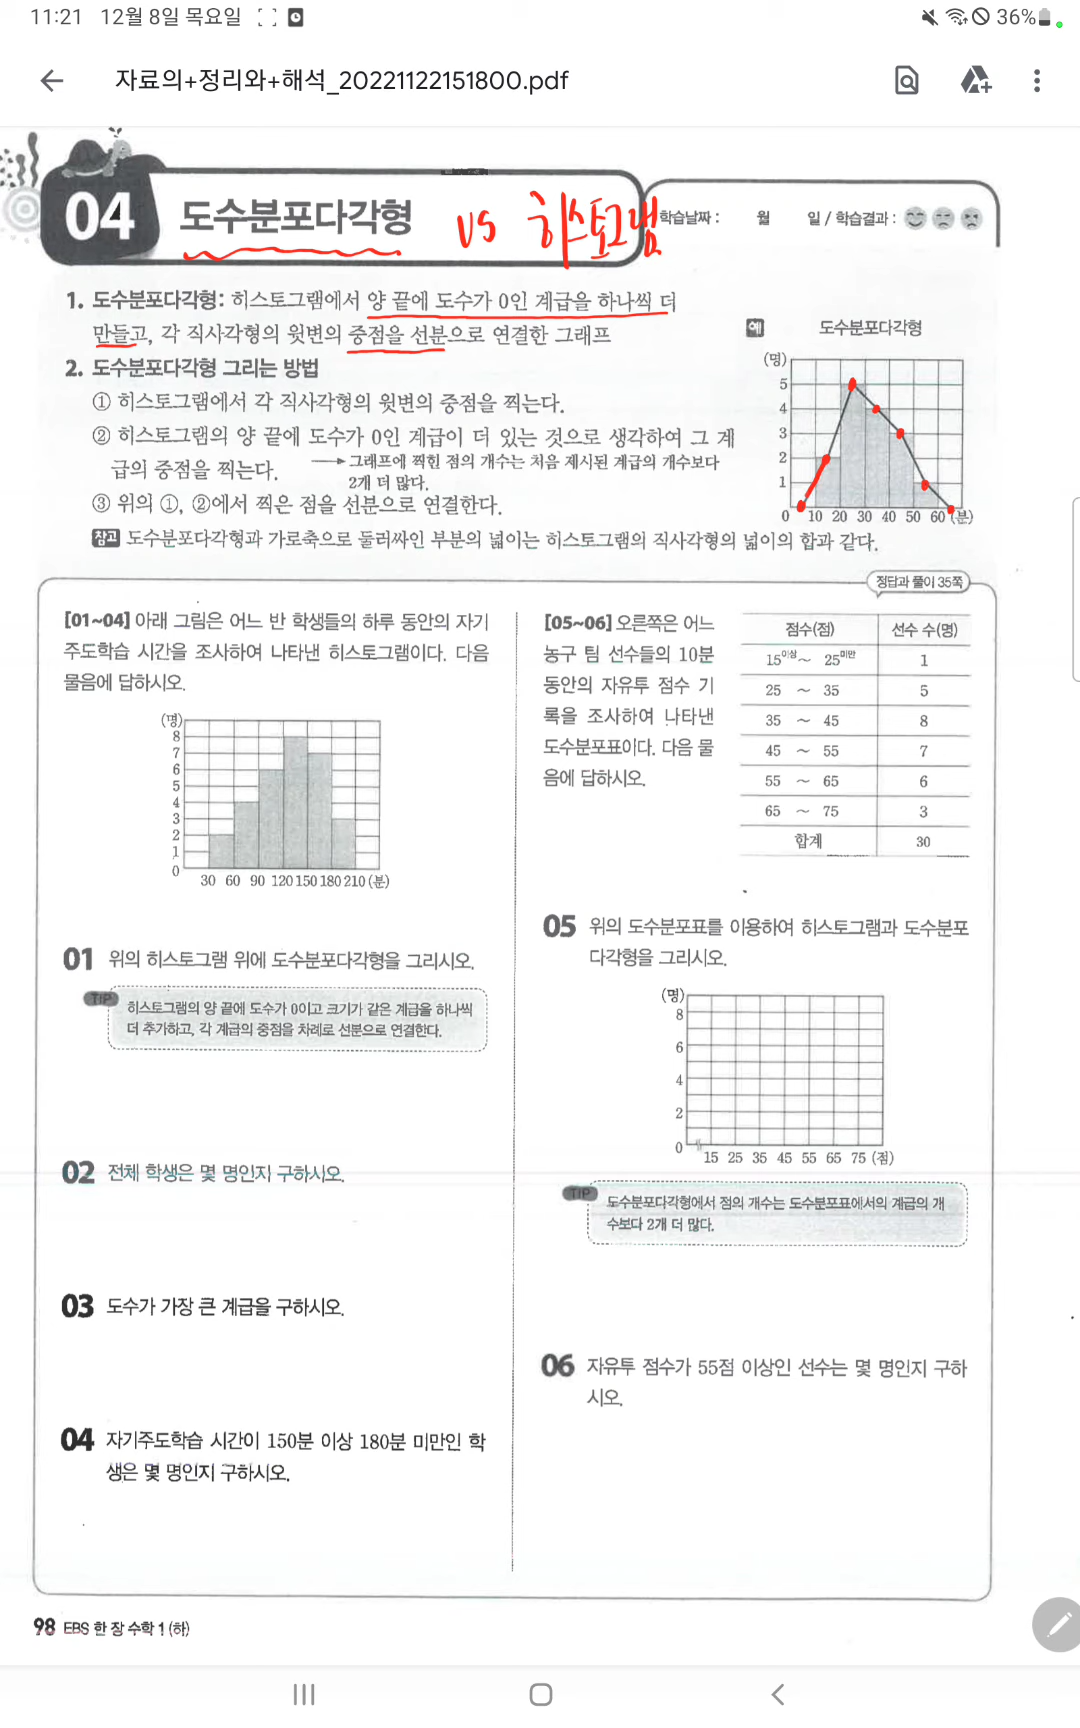 11:21 12월 8일 목요일
36%
자료의+정리와+해석_20221122151800.pdf
04 도수분포다각형 vs 히스토그램
학습날짜 : 월 일 / 학습결과 :
1. 도수분포다각형: 히스토그램에서 양 끝에 도수가 0인 계급을 하나씩 더
만들고, 각 직사각형의 윗변의 중점을 선분으로 연결한 그래프
2. 도수분포다각형 그리는 방법
① 히스토그램에서 각 직사각형의 윗변의 중점을 찍는다.
② 히스토그램의 양 끝에 도수가 0인 계급이 더 있는 것으로 생각하여 그 계
급의 중점을 찍는다. → 그래프에 찍힌 점의 개수는 처음 제시된 계급의 개수보다
2개 더 많다.
③ 위의 ①, ②에서 찍은 점을 선분으로 연결한다.
참고 도수분포다각형과 가로축으로 둘러싸인 부분의 넓이는 히스토그램의 직사각형의 넓이의 합과 같다.
예 도수분포다각형
(명)
5
4
3
2
1
0 10 20 30 40 50 60 (분)
정답과 풀이 35쪽
[01~04] 아래 그림은 어느 반 학생들의 하루 동안의 자기
주도학습 시간을 조사하여 나타낸 히스토그램이다. 다음
물음에 답하시오.
(명)
8
7
6
5
4
3
2
1
0
30 60 90 120 150 180 210 (분)
01 위의 히스토그램 위에 도수분포다각형을 그리시오.
TIP
히스토그램의 양 끝에 도수가 0이고 크기가 같은 계급을 하나씩
더 추가하고, 각 계급의 중점을 차례로 선분으로 연결한다.
02 전체 학생은 몇 명인지 구하시오.
03 도수가 가장 큰 계급을 구하시오.
04 자기주도학습 시간이 150분 이상 180분 미만인 학
생은 몇 명인지 구하시오.
[05~06] 오른쪽은 어느
농구 팀 선수들의 10분
동안의 자유투 점수 기
록을 조사하여 나타낸
도수분포표이다. 다음 물
음에 답하시오.
점수(점) 선수 수(명)
15이상 ~ 25미만 1
25 ~ 35 5
35 ~ 45 8
45 ~ 55 7
55 ~ 65 6
65 ~ 75 3
합계 30
05 위의 도수분포표를 이용하여 히스토그램과 도수분포
다각형을 그리시오.
(명)
8
6
4
2
0
15 25 35 45 55 65 75 (점)
TIP
도수분포다각형에서 점의 개수는 도수분포표에서의 계급의 개
수보다 2개 더 많다.
06 자유투 점수가 55점 이상인 선수는 몇 명인지 구하
시오.
98 EBS 한 장 수학 1 (하)